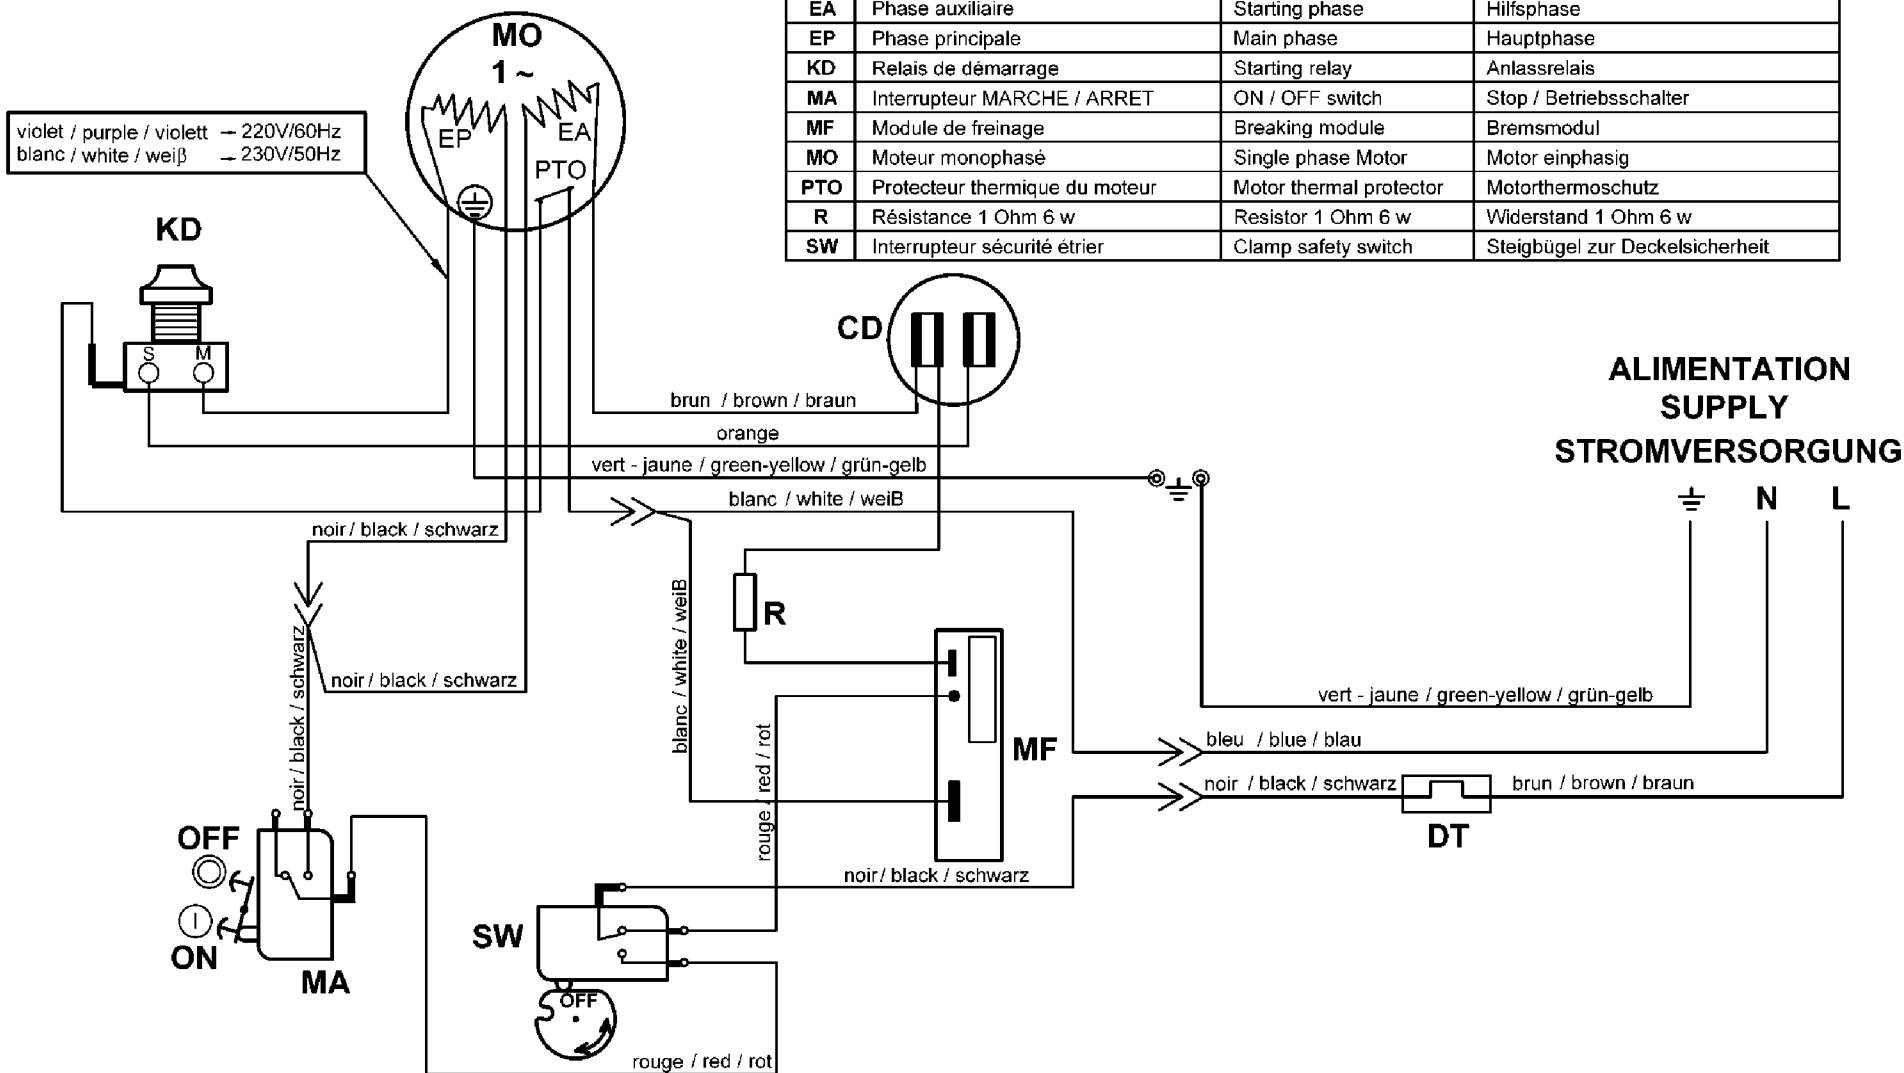 EA Phase auxiliaire Starting phase Hilfsphase
EP Phase principale Main phase Hauptphase
KD Relais de démarrage Starting relay Anlassrelais
MA Interrupteur MARCHE / ARRET ON / OFF switch Stop / Betriebsschalter
MF Module de freinage Breaking module Bremsmodul
MO Moteur monophasé Single phase Motor Motor einphasig
PTO Protecteur thermique du moteur Motor thermal protector Motorthermoschutz
R Résistance 1 Ohm 6 w Resistor 1 Ohm 6 w Widerstand 1 Ohm 6 w
SW Interrupteur sécurité étrier Clamp safety switch Steigbügel zur Deckelsicherheit
MO
1 ~
EP
EA
PTO
violet / purple / violett → 220V/60Hz
blanc / white / weiβ → 230V/50Hz
KD
S M
CD
brun / brown / braun
orange
vert - jaune / green-yellow / grün-gelb
blanc / white / weiB
noir / black / schwarz
ALIMENTATION
SUPPLY
STROMVERSORGUNG
N L
R
blanc / white / weiB
noir / black / schwarz
noir / black / schwarz
rouge / red / rot
MF
vert - jaune / green-yellow / grün-gelb
bleu / blue / blau
noir / black / schwarz
brun / brown / braun
DT
OFF
I
ON
MA
noir / black / schwarz
SW
OFF
rouge / red / rot